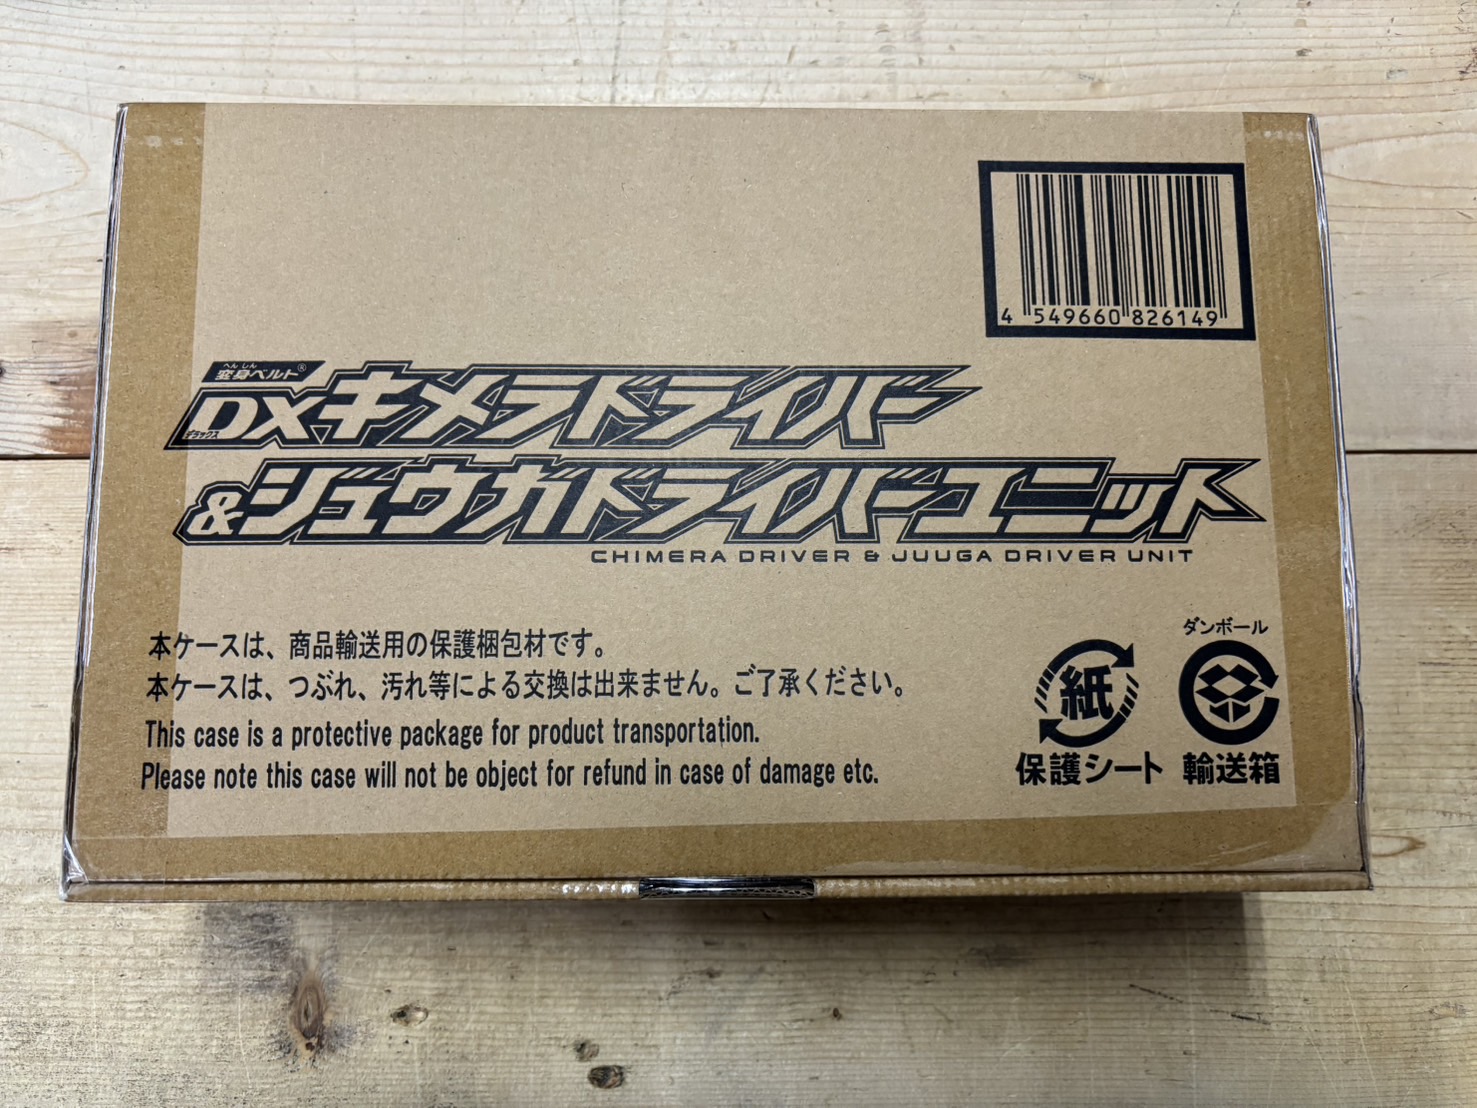 4 549660 826149
へんしん
変身ベルト®
DXキメラドライバー
デラックス
&ジュウガドライバーユニット
CHIMERA DRIVER & JUUGA DRIVER UNIT
本ケースは、商品輸送用の保護梱包材です。
本ケースは、つぶれ、汚れ等による交換は出来ません。ご了承ください。
This case is a protective package for product transportation.
Please note this case will not be object for refund in case of damage etc.
紙
保護シート
ダンボール
輸送箱